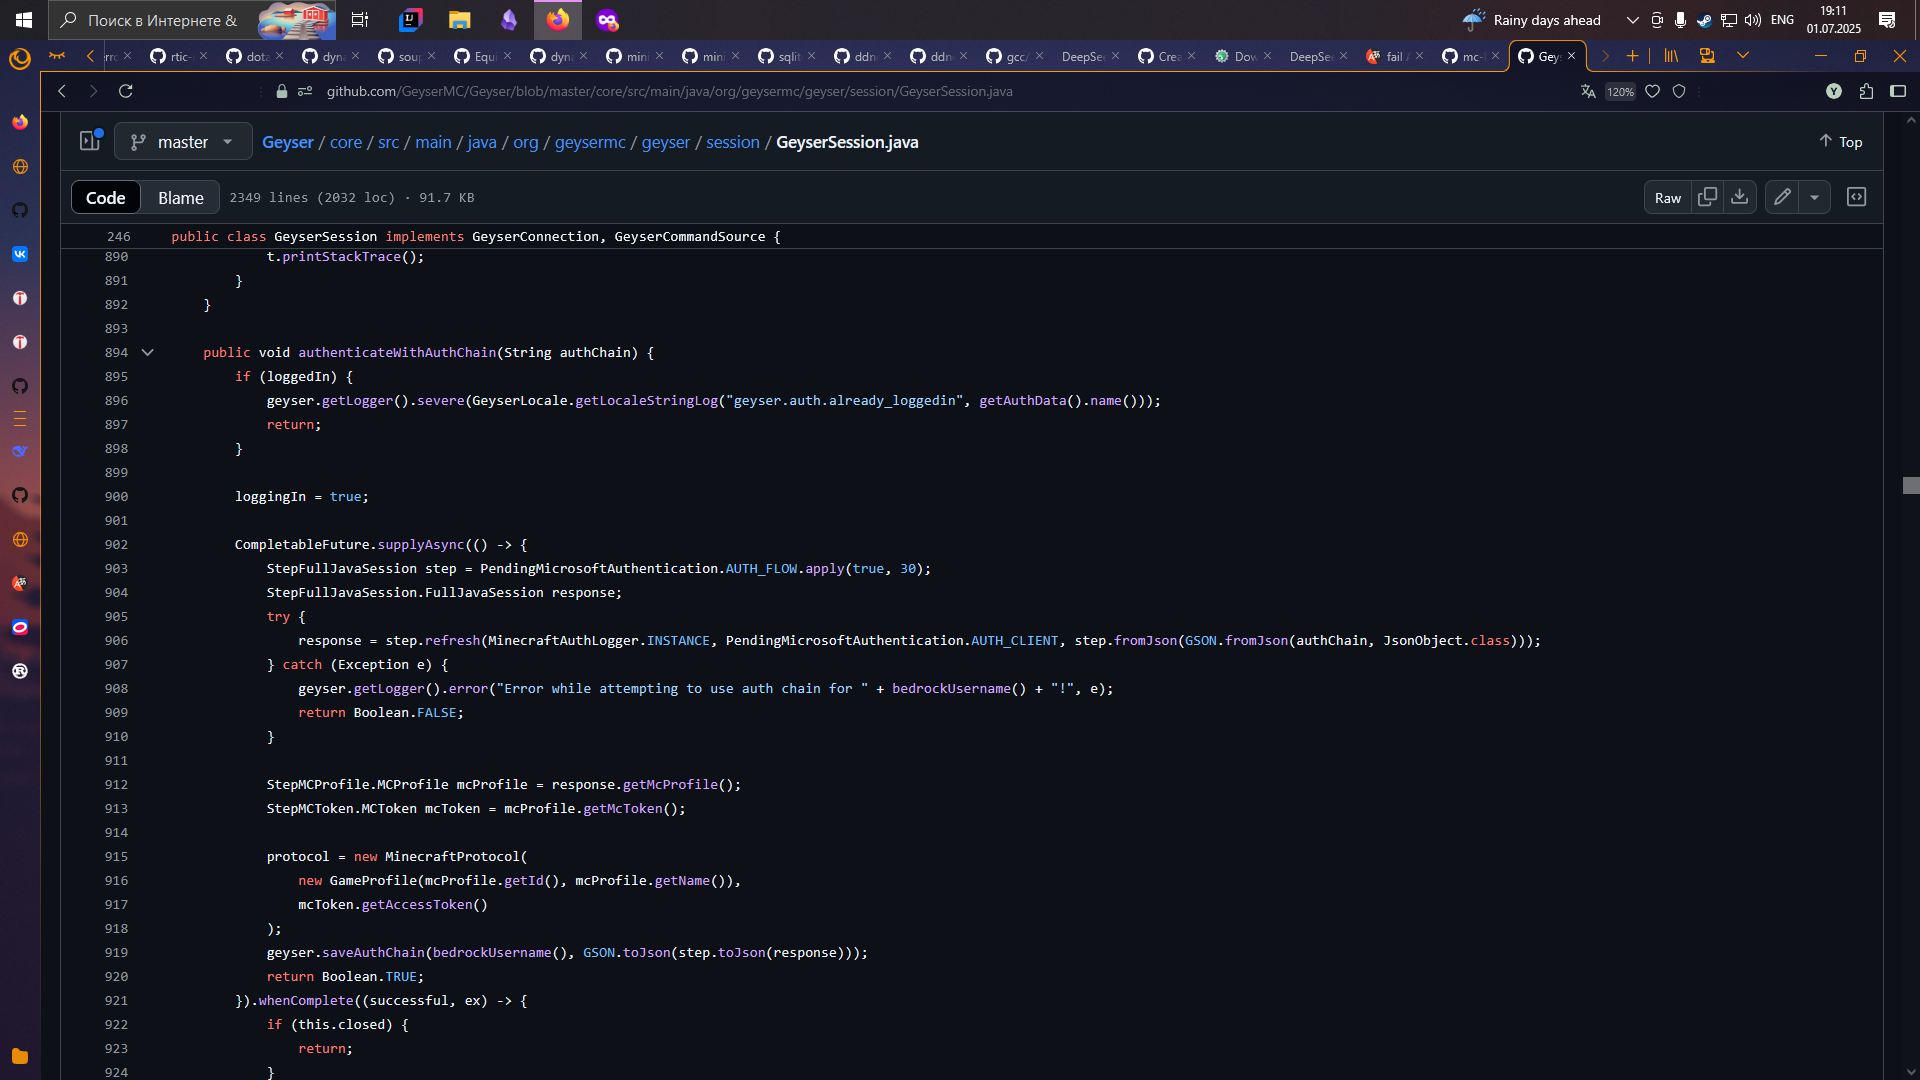 Поиск в Интернете &
Rainy days ahead
ENG
19:11
01.07.2025
rtic-
dota
dyna
soup
Equi
dyna
mini
mini
sqlit
ddne
ddne
gcc/
DeepSee
Crea
Dow
DeepSee
fail /
mc-
Gey
github.com/GeyserMC/Geyser/blob/master/core/src/main/java/org/geysermc/geyser/session/GeyserSession.java
120%
Y
master
Geyser / core / src / main / java / org / geysermc / geyser / session / GeyserSession.java
Top
Code
Blame
2349 lines (2032 loc) · 91.7 KB
Raw
246 public class GeyserSession implements GeyserConnection, GeyserCommandSource {
890 t.printStackTrace();
891 }
892 }
893
894 public void authenticateWithAuthChain(String authChain) {
895 if (loggedIn) {
896 geyser.getLogger().severe(GeyserLocale.getLocaleStringLog("geyser.auth.already_loggedin", getAuthData().name()));
897 return;
898 }
899
900 loggingIn = true;
901
902 CompletableFuture.supplyAsync(() -> {
903 StepFullJavaSession step = PendingMicrosoftAuthentication.AUTH_FLOW.apply(true, 30);
904 StepFullJavaSession.FullJavaSession response;
905 try {
906 response = step.refresh(MinecraftAuthLogger.INSTANCE, PendingMicrosoftAuthentication.AUTH_CLIENT, step.fromJson(GSON.fromJson(authChain, JsonObject.class)));
907 } catch (Exception e) {
908 geyser.getLogger().error("Error while attempting to use auth chain for " + bedrockUsername() + "!", e);
909 return Boolean.FALSE;
910 }
911
912 StepMCProfile.MCProfile mcProfile = response.getMcProfile();
913 StepMCToken.MCToken mcToken = mcProfile.getMcToken();
914
915 protocol = new MinecraftProtocol(
916 new GameProfile(mcProfile.getId(), mcProfile.getName()),
917 mcToken.getAccessToken()
918 );
919 geyser.saveAuthChain(bedrockUsername(), GSON.toJson(step.toJson(response)));
920 return Boolean.TRUE;
921 }).whenComplete((successful, ex) -> {
922 if (this.closed) {
923 return;
924 }